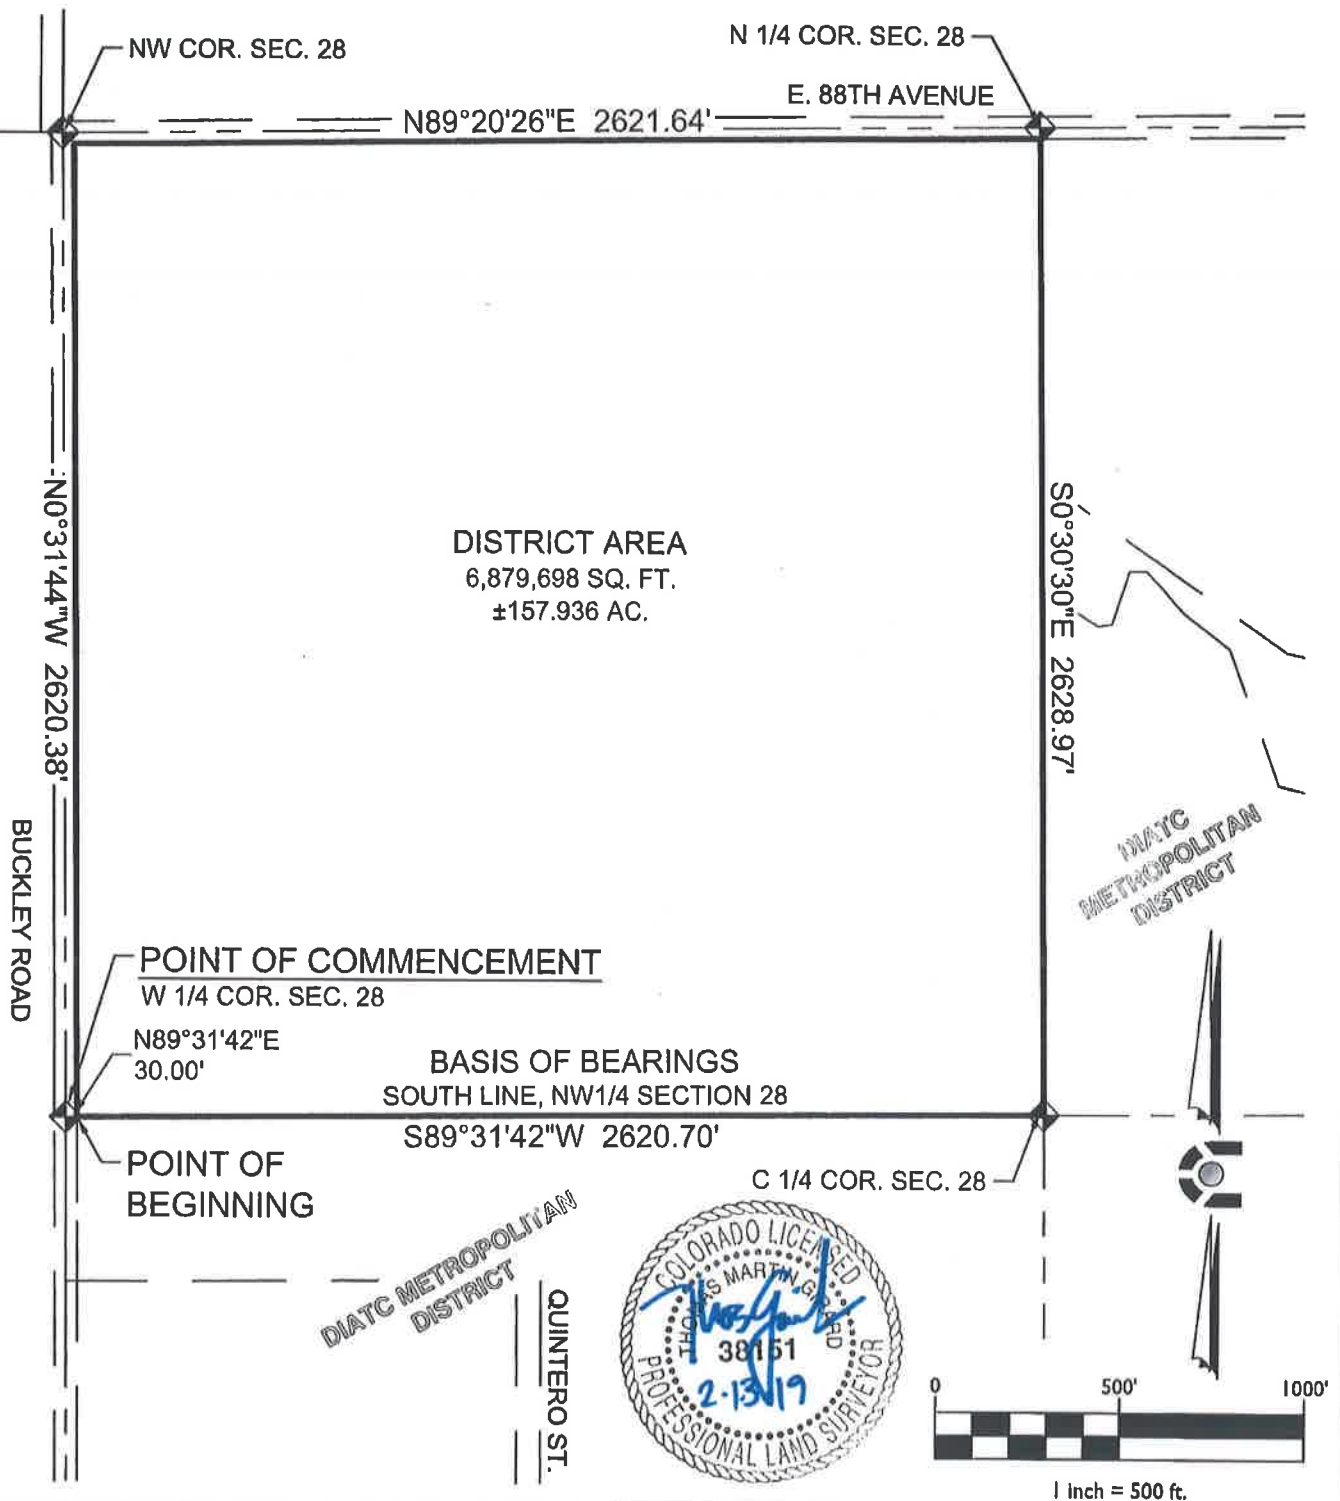 NW COR. SEC. 28
N 1/4 COR. SEC. 28
E. 88TH AVENUE
N89°20'26"E 2621.64'
N0°31'44"W 2620.38'
S0°30'30"E 2628.97'
DISTRICT AREA
6,879,698 SQ. FT.
±157.936 AC.
BUCKLEY ROAD
DIATC
METROPOLITAN
DISTRICT
POINT OF COMMENCEMENT
W 1/4 COR. SEC. 28
N89°31'42"E
30.00'
BASIS OF BEARINGS
SOUTH LINE, NW1/4 SECTION 28
S89°31'42"W 2620.70'
POINT OF
BEGINNING
C 1/4 COR. SEC. 28
DIATC METROPOLITAN
DISTRICT
QUINTERO ST.
COLORADO LICENSED
THOMAS MARTIN GIRARD
38151
2-13-19
PROFESSIONAL LAND SURVEYOR
0 500' 1000'
1 inch = 500 ft.